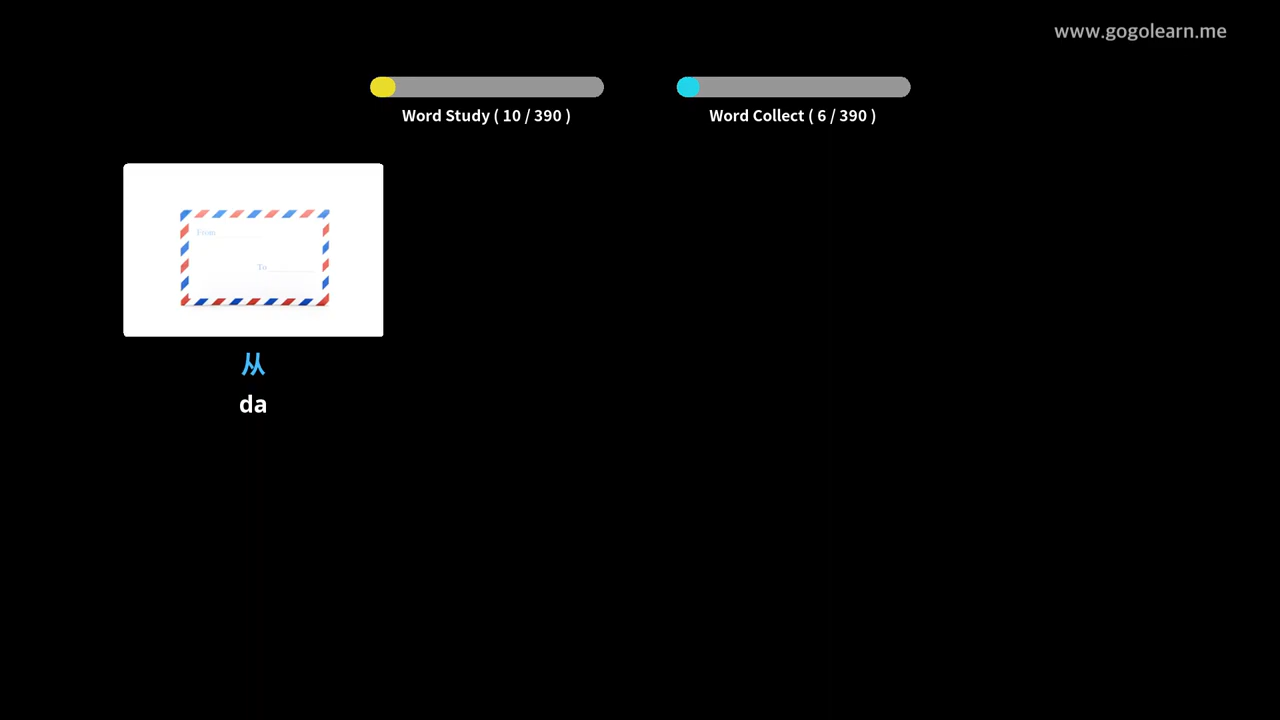 www.gogolearn.me
Word Study ( 10 / 390 )
Word Collect ( 6 / 390 )
From
To
从
da